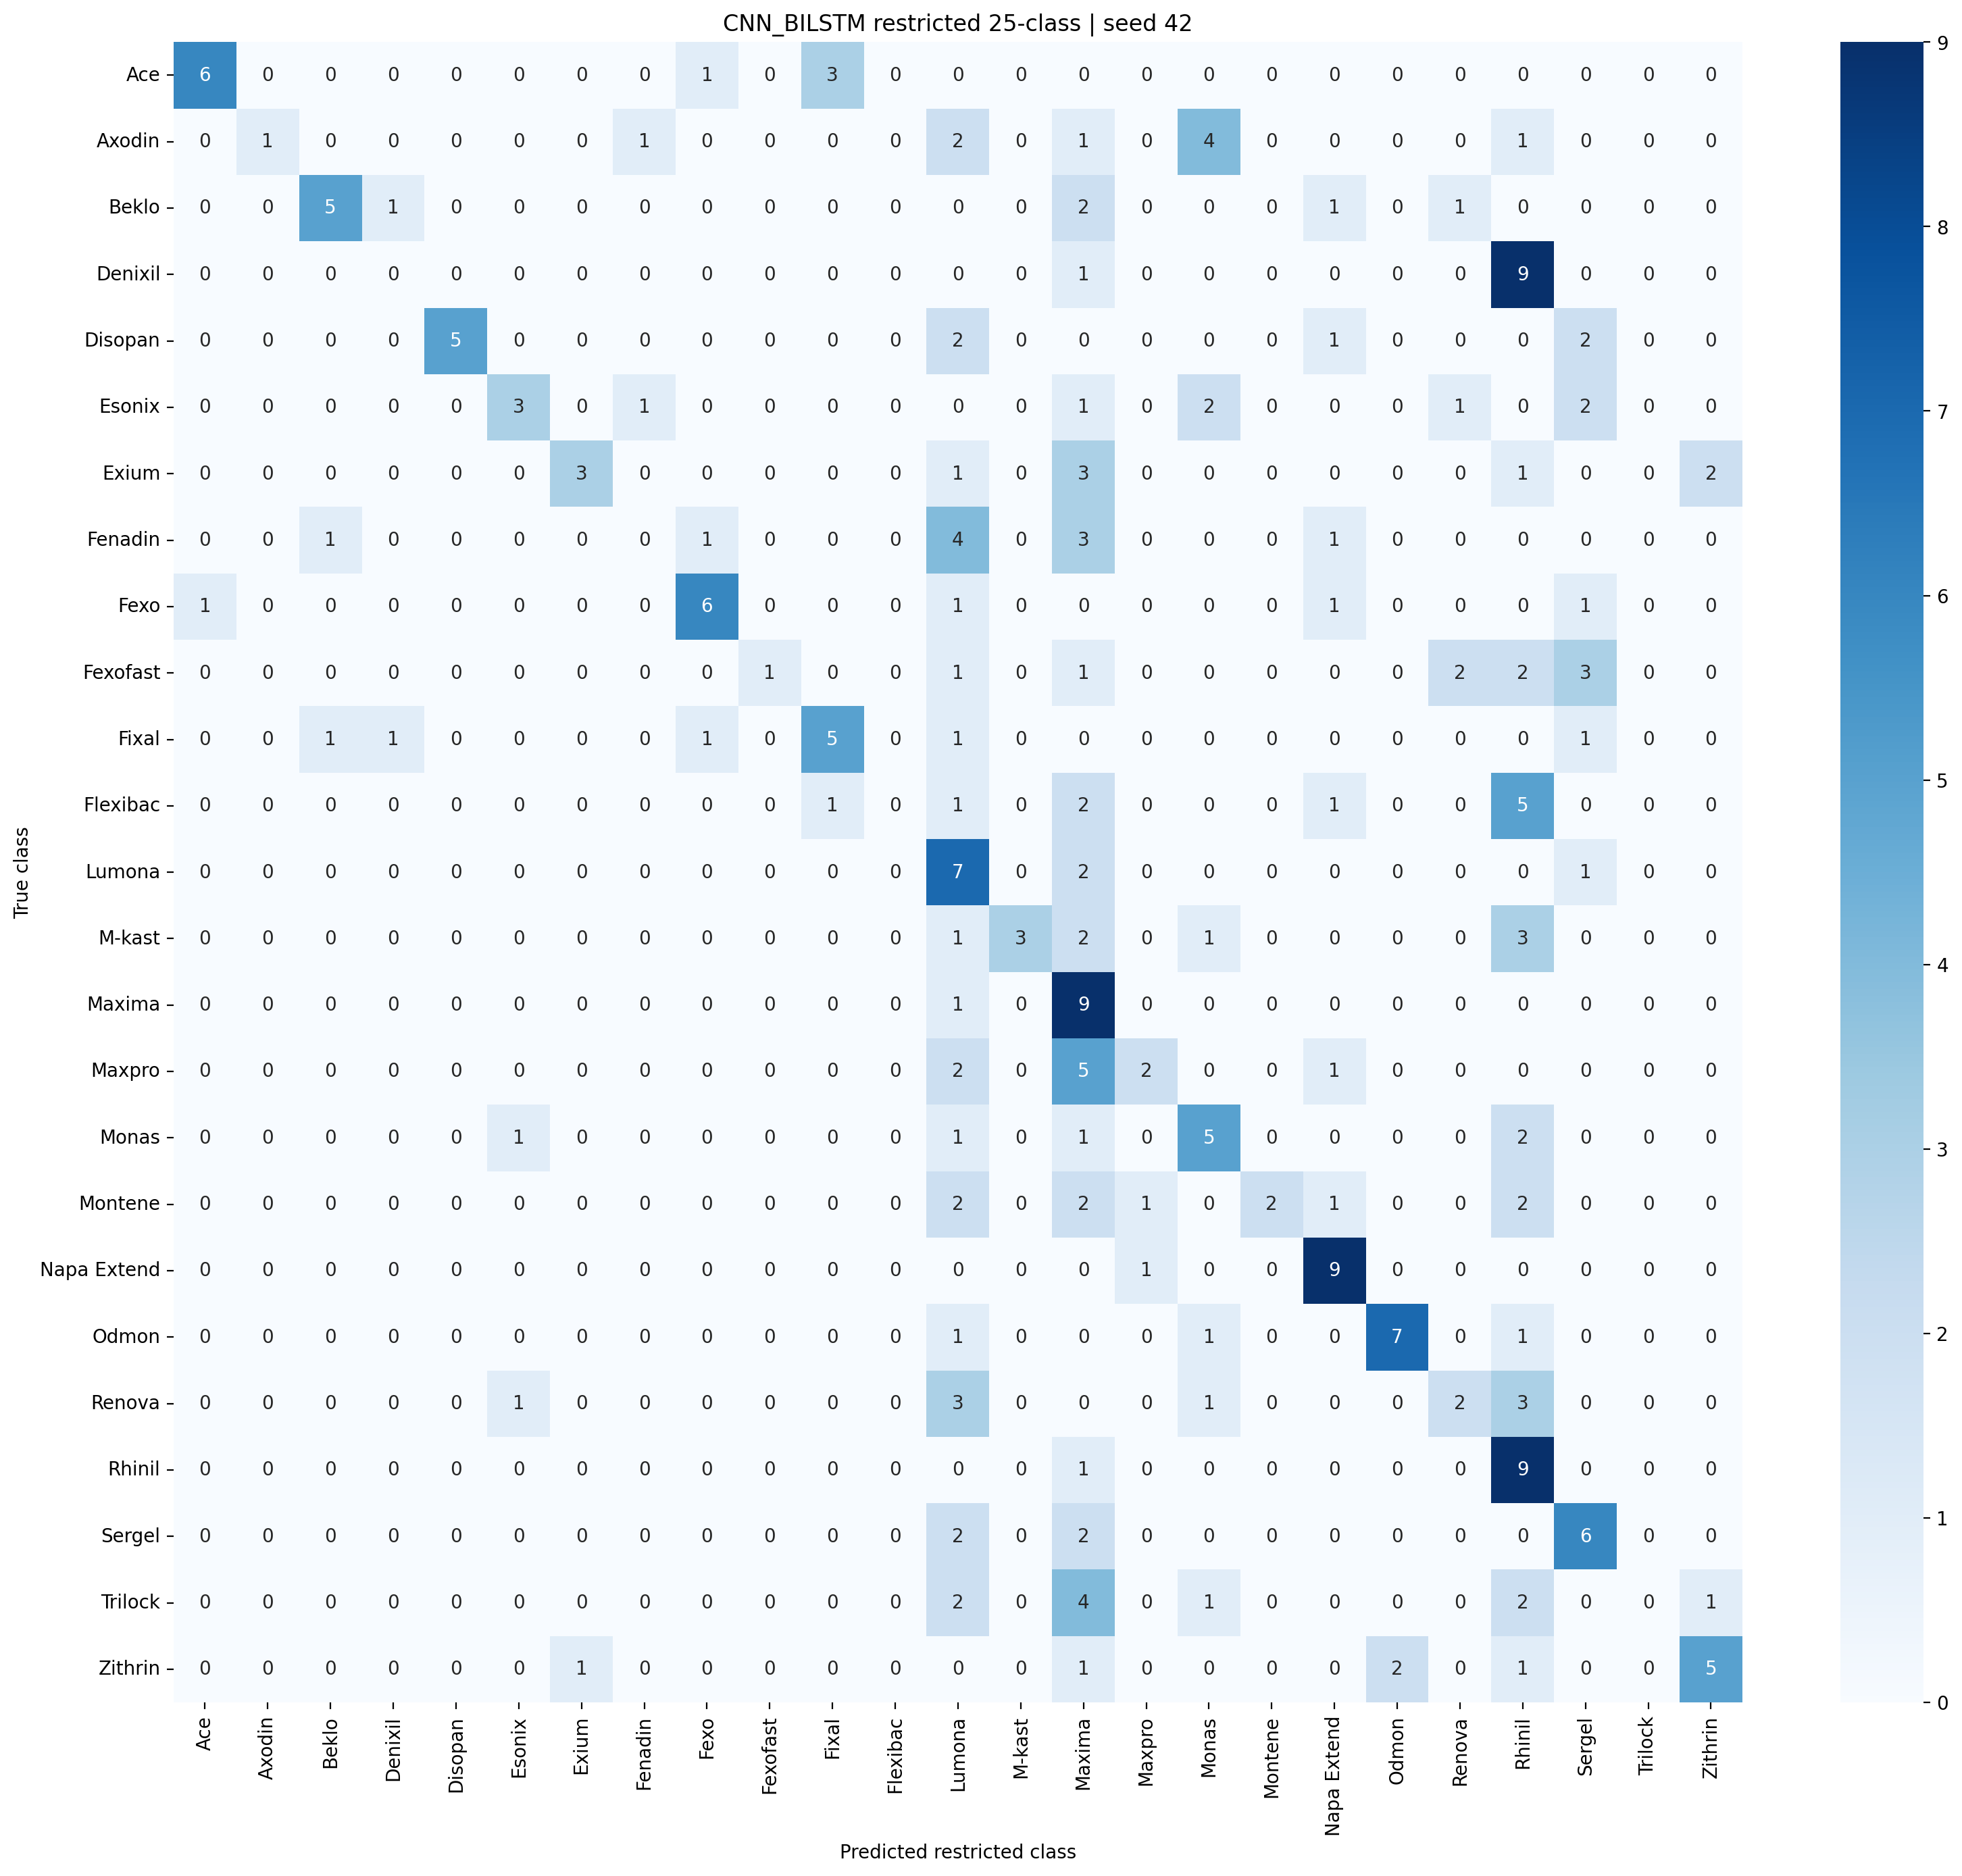 CNN_BILSTM restricted 25-class | seed 42
Ace 6 0 0 0 0 0 0 0 1 0 3 0 0 0 0 0 0 0 0 0 0 0 0 0 0
Axodin 0 1 0 0 0 0 0 1 0 0 0 0 2 0 1 0 4 0 0 0 0 1 0 0 0
Beklo 0 0 5 1 0 0 0 0 0 0 0 0 0 0 2 0 0 0 1 0 1 0 0 0 0
Denixil 0 0 0 0 0 0 0 0 0 0 0 0 0 0 1 0 0 0 0 0 0 9 0 0 0
Disopan 0 0 0 0 5 0 0 0 0 0 0 0 2 0 0 0 0 0 1 0 0 0 2 0 0
Esonix 0 0 0 0 0 3 0 1 0 0 0 0 0 0 1 0 2 0 0 0 1 0 2 0 0
Exium 0 0 0 0 0 0 3 0 0 0 0 0 1 0 3 0 0 0 0 0 0 1 0 0 2
Fenadin 0 0 1 0 0 0 0 0 1 0 0 0 4 0 3 0 0 0 1 0 0 0 0 0 0
Fexo 1 0 0 0 0 0 0 0 6 0 0 0 1 0 0 0 0 0 1 0 0 0 1 0 0
Fexofast 0 0 0 0 0 0 0 0 0 1 0 0 1 0 1 0 0 0 0 0 2 2 3 0 0
Fixal 0 0 1 1 0 0 0 0 1 0 5 0 1 0 0 0 0 0 0 0 0 0 1 0 0
Flexibac 0 0 0 0 0 0 0 0 0 0 1 0 1 0 2 0 0 0 1 0 0 5 0 0 0
Lumona 0 0 0 0 0 0 0 0 0 0 0 0 7 0 2 0 0 0 0 0 0 0 1 0 0
M-kast 0 0 0 0 0 0 0 0 0 0 0 0 1 3 2 0 1 0 0 0 0 3 0 0 0
Maxima 0 0 0 0 0 0 0 0 0 0 0 0 1 0 9 0 0 0 0 0 0 0 0 0 0
Maxpro 0 0 0 0 0 0 0 0 0 0 0 0 2 0 5 2 0 0 1 0 0 0 0 0 0
Monas 0 0 0 0 0 1 0 0 0 0 0 0 1 0 1 0 5 0 0 0 0 2 0 0 0
Montene 0 0 0 0 0 0 0 0 0 0 0 0 2 0 2 1 0 2 1 0 0 2 0 0 0
Napa Extend 0 0 0 0 0 0 0 0 0 0 0 0 0 0 0 1 0 0 9 0 0 0 0 0 0
Odmon 0 0 0 0 0 0 0 0 0 0 0 0 1 0 0 0 1 0 0 7 0 1 0 0 0
Renova 0 0 0 0 0 1 0 0 0 0 0 0 3 0 0 0 1 0 0 0 2 3 0 0 0
Rhinil 0 0 0 0 0 0 0 0 0 0 0 0 0 0 1 0 0 0 0 0 0 9 0 0 0
Sergel 0 0 0 0 0 0 0 0 0 0 0 0 2 0 2 0 0 0 0 0 0 0 6 0 0
Trilock 0 0 0 0 0 0 0 0 0 0 0 0 2 0 4 0 1 0 0 0 0 2 0 0 1
Zithrin 0 0 0 0 0 0 1 0 0 0 0 0 0 0 1 0 0 0 0 2 0 1 0 0 5
Ace Axodin Beklo Denixil Disopan Esonix Exium Fenadin Fexo Fexofast Fixal Flexibac Lumona M-kast Maxima Maxpro Monas Montene Napa Extend Odmon Renova Rhinil Sergel Trilock Zithrin
Predicted restricted class
True class
9
8
7
6
5
4
3
2
1
0